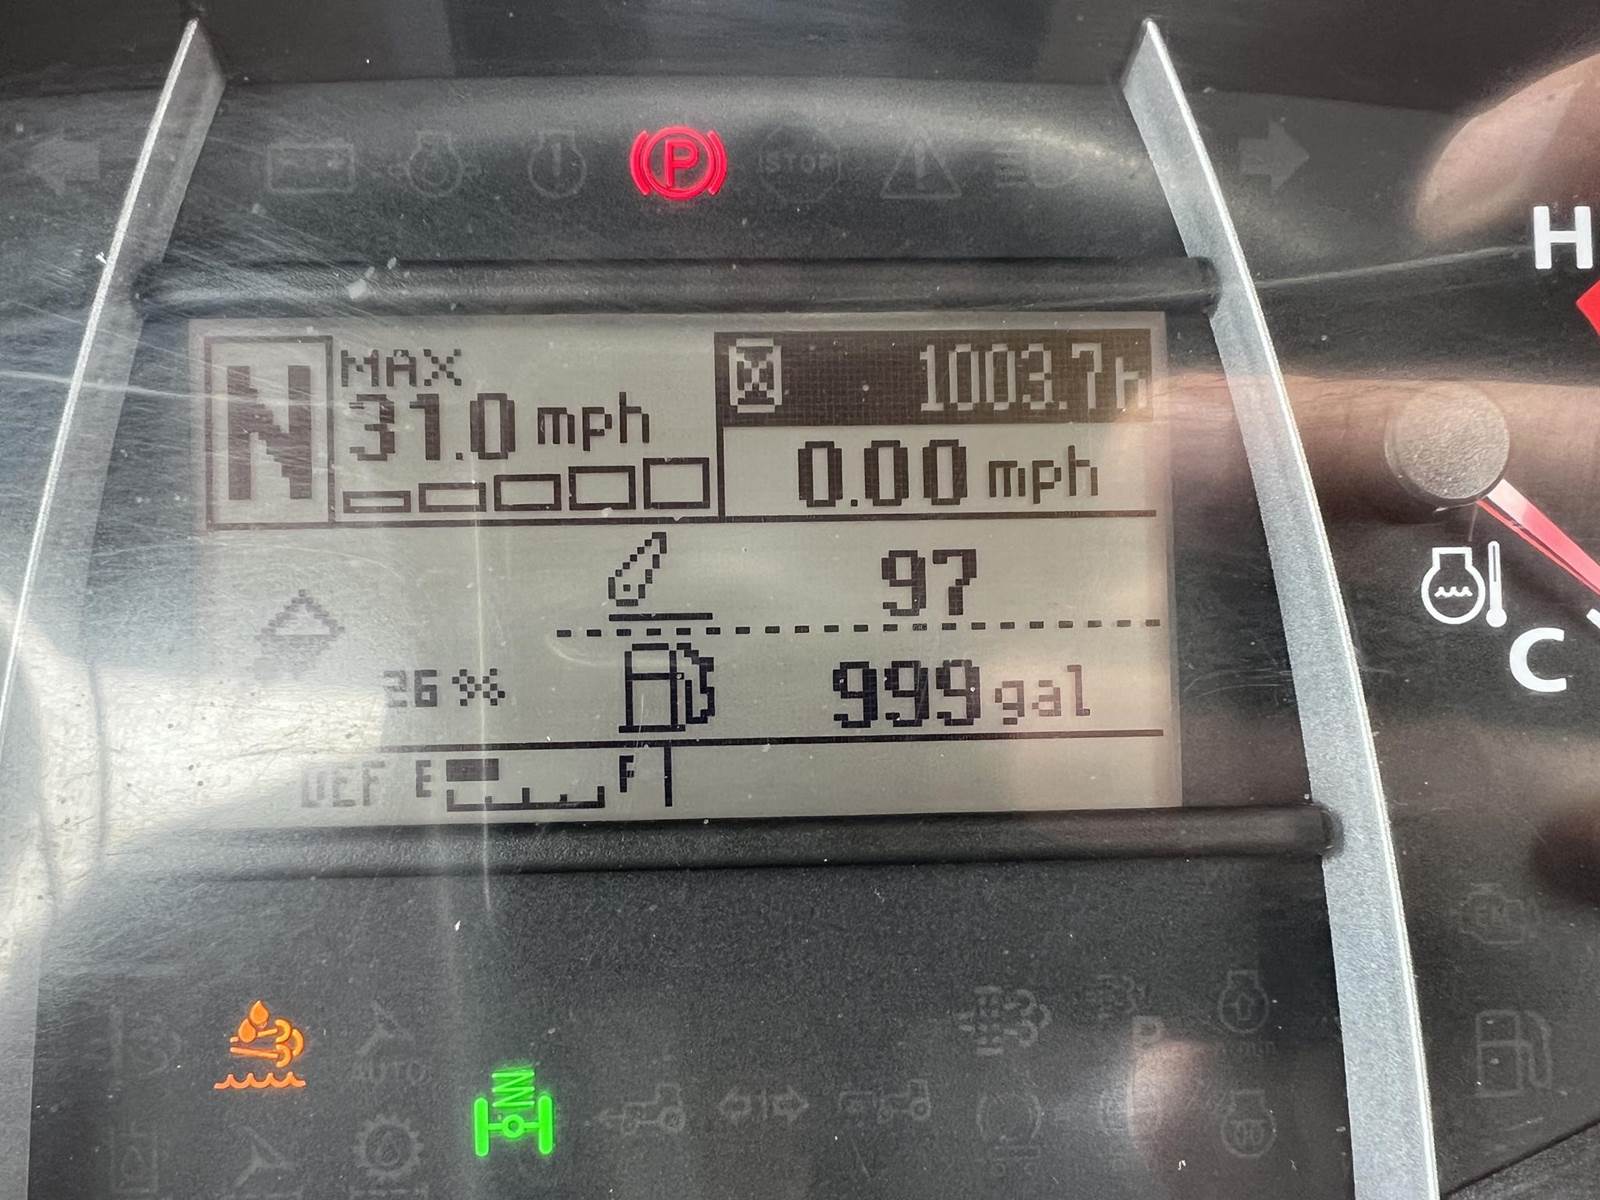 P
STOP
H
N
MAX
31.0 mph
1003.7h
0.00 mph
97
26 %
999 gal
C
DEF E F
AUTO